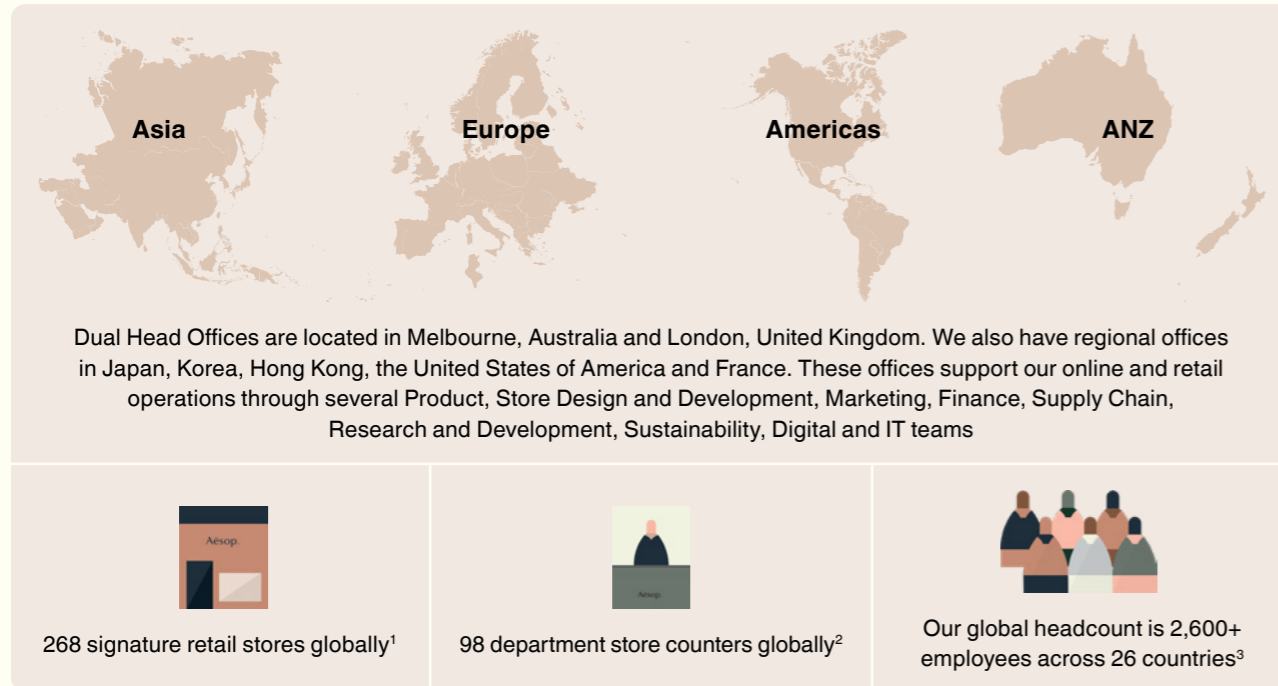 Asia
Europe
Americas
ANZ
Dual Head Offices are located in Melbourne, Australia and London, United Kingdom. We also have regional offices
in Japan, Korea, Hong Kong, the United States of America and France. These offices support our online and retail
operations through several Product, Store Design and Development, Marketing, Finance, Supply Chain,
Research and Development, Sustainability, Digital and IT teams
Aēsop.
Aēsop.
268 signature retail stores globally¹
98 department store counters globally²
Our global headcount is 2,600+
employees across 26 countries³